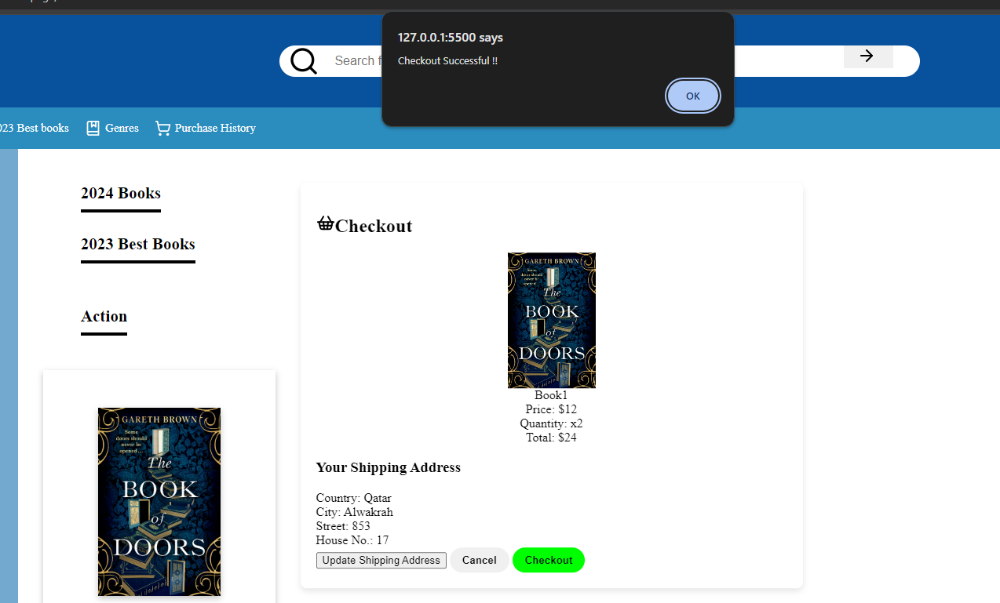 127.0.0.1:5500 says
Checkout Successful !!
OK
Search f
023 Best books
Genres
Purchase History
2024 Books
2023 Best Books
Action
GARETH BROWN
Some
doors should
never be
opened...
The
BOOK
of
DOORS
Checkout
GARETH BROWN
Some
doors should
never be
opened...
The
BOOK
of
DOORS
Book1
Price: $12
Quantity: x2
Total: $24
Your Shipping Address
Country: Qatar
City: Alwakrah
Street: 853
House No.: 17
Update Shipping Address
Cancel
Checkout